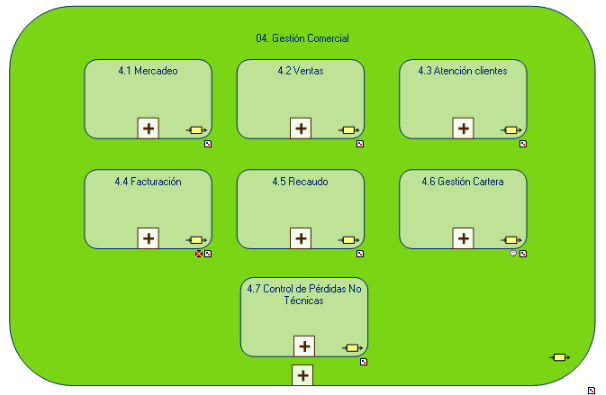 04. Gestión Comercial
4.1 Mercadeo
4.2 Ventas
4.3 Atención clientes
4.4 Facturación
4.5 Recaudo
4.6 Gestión Cartera
4.7 Control de Pérdidas No
Técnicas